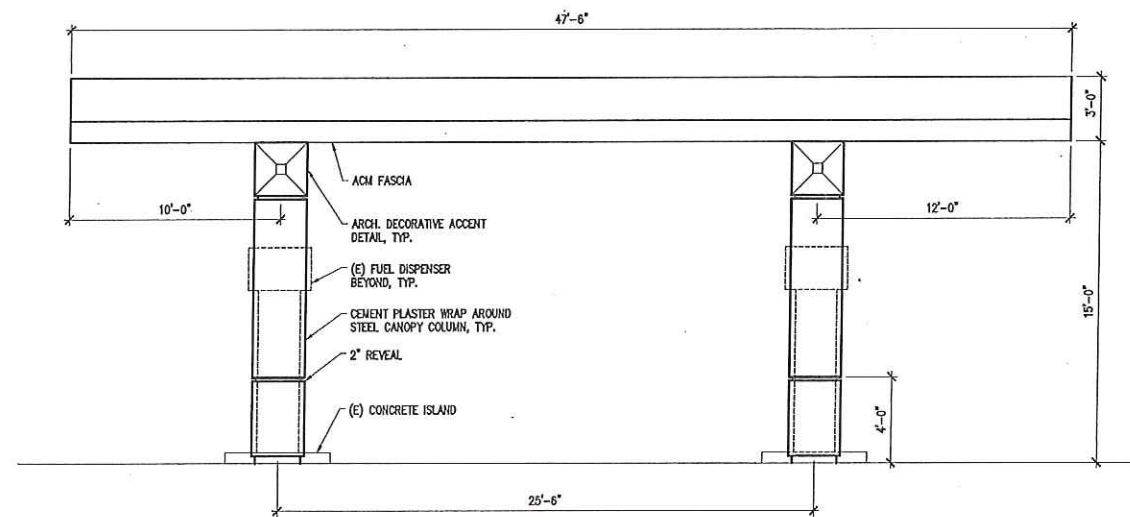 47'-6"
3'-0"
ACM FASCIA
10'-0"
12'-0"
ARCH. DECORATIVE ACCENT
DETAIL, TYP.
(E) FUEL DISPENSER
BEYOND, TYP.
15'-0"
CEMENT PLASTER WRAP AROUND
STEEL CANOPY COLUMN, TYP.
2" REVEAL
(E) CONCRETE ISLAND
4'-0"
25'-6"